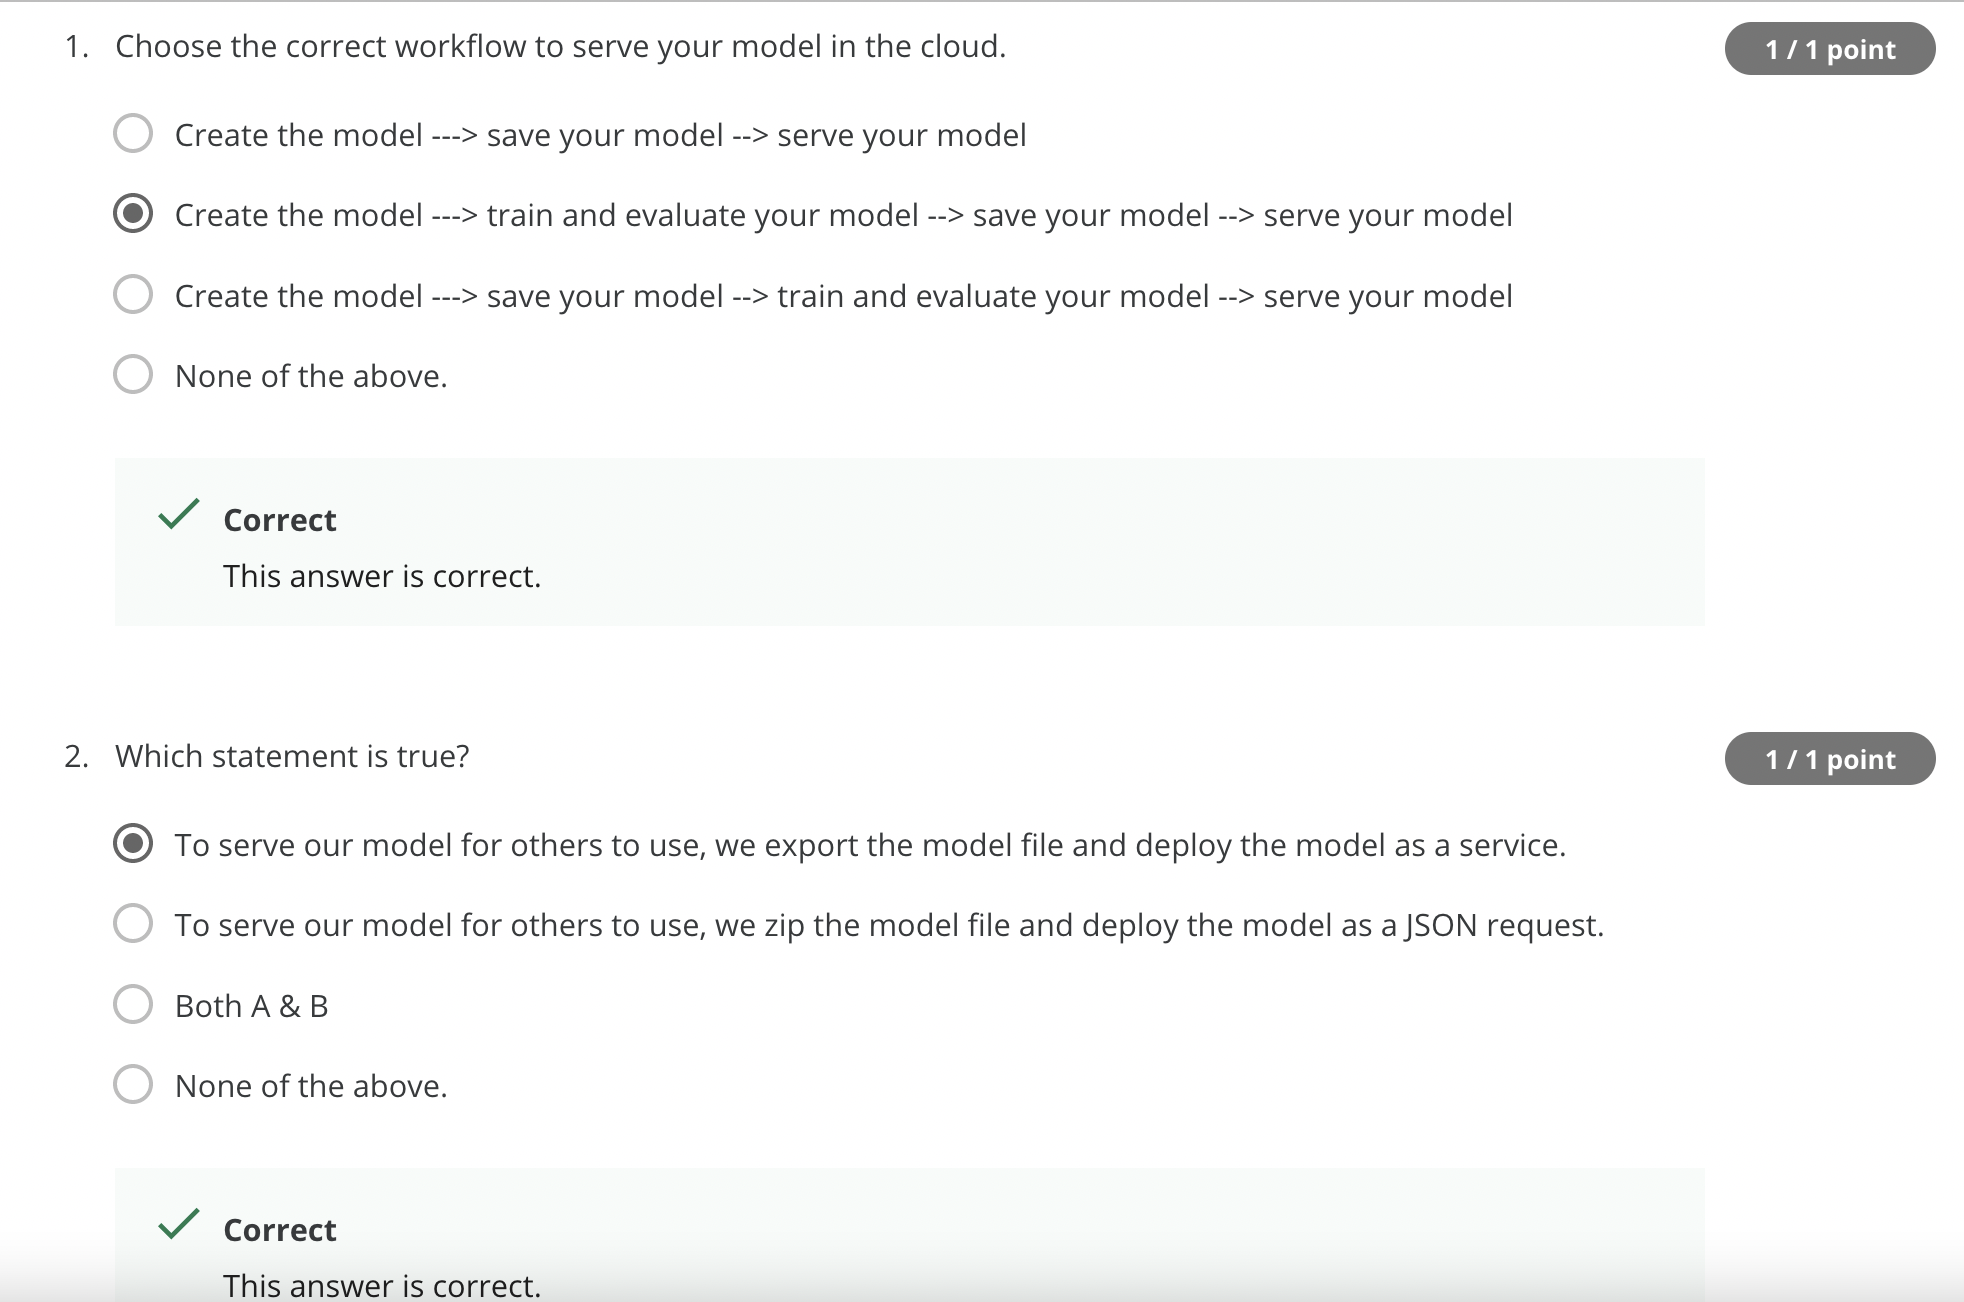 1. Choose the correct workflow to serve your model in the cloud.
1 / 1 point
Create the model ---> save your model --> serve your model
Create the model ---> train and evaluate your model --> save your model --> serve your model
Create the model ---> save your model --> train and evaluate your model --> serve your model
None of the above.
Correct
This answer is correct.
2. Which statement is true?
1 / 1 point
To serve our model for others to use, we export the model file and deploy the model as a service.
To serve our model for others to use, we zip the model file and deploy the model as a JSON request.
Both A & B
None of the above.
Correct
This answer is correct.